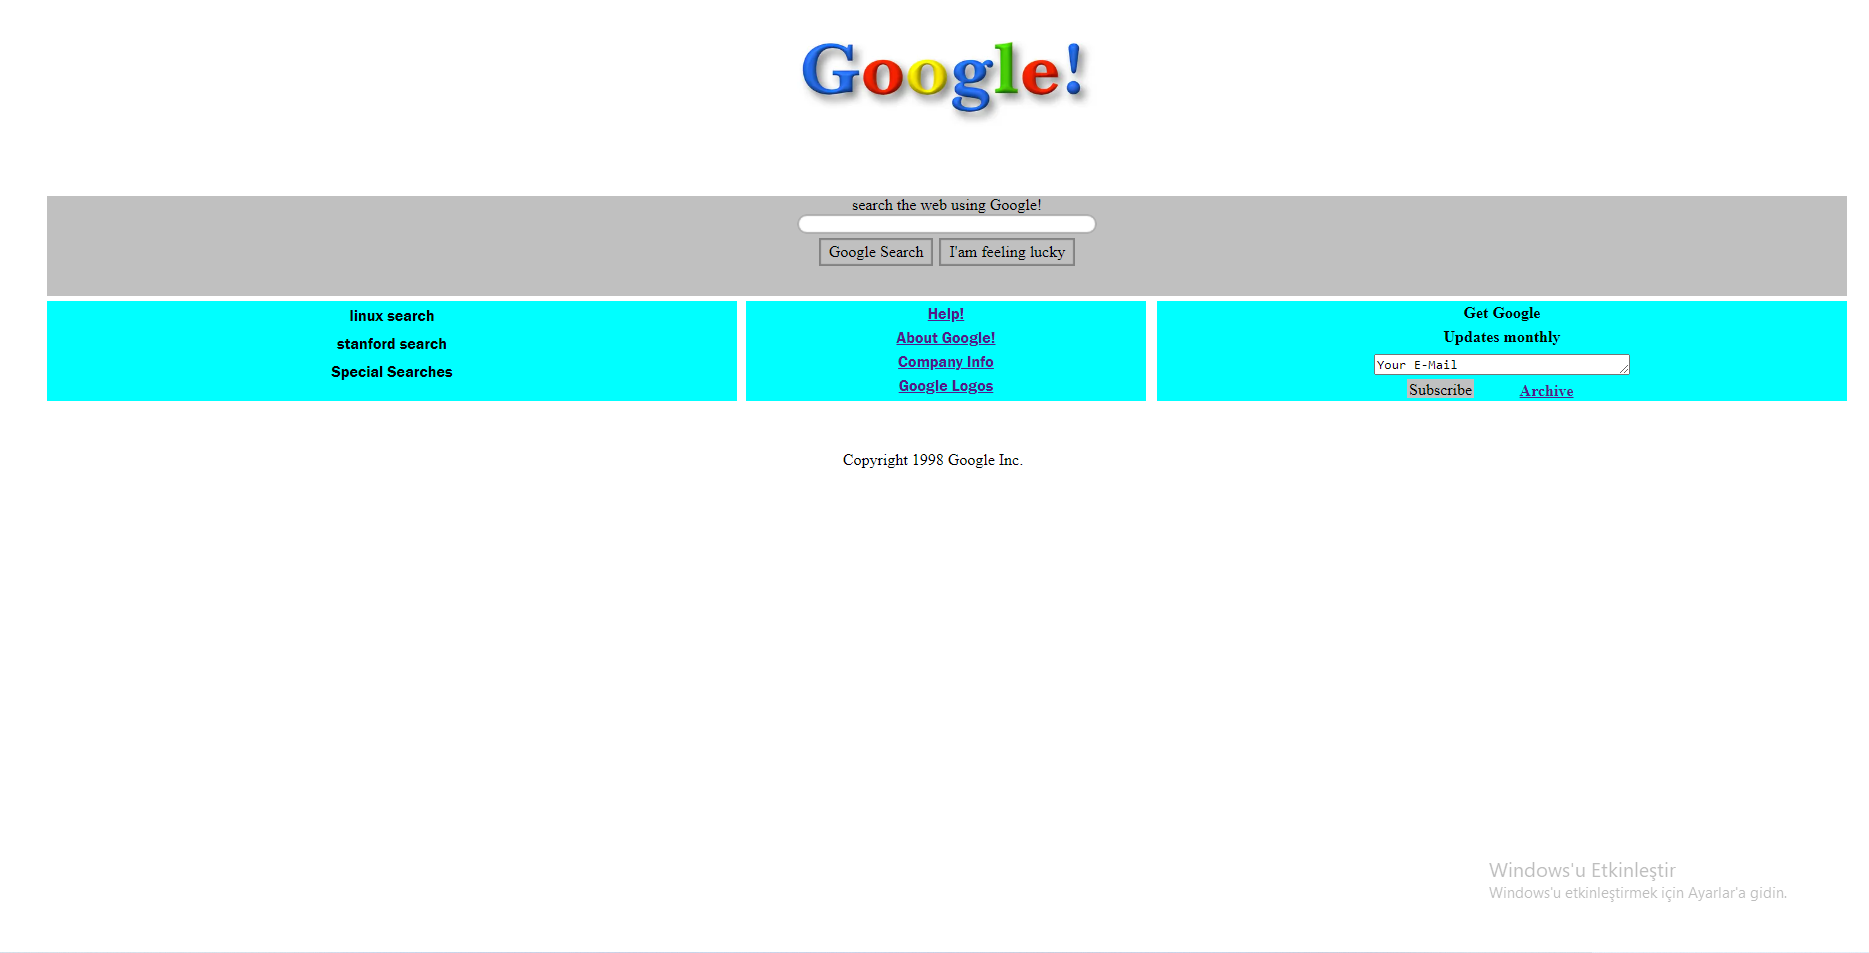 Google!
search the web using Google!
Google Search
I'am feeling lucky
linux search
stanford search
Special Searches
Help!
About Google!
Company Info
Google Logos
Get Google
Updates monthly
Your E-Mail
Subscribe
Archive
Copyright 1998 Google Inc.
Windows'u Etkinleştir
Windows'u etkinleştirmek için Ayarlar'a gidin.